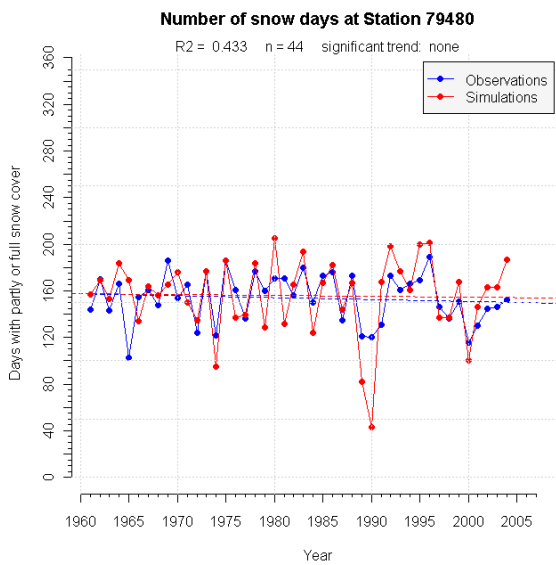 Number of snow days at Station 79480
R2 = 0.433 n = 44 significant trend: none
Observations
Simulations
Days with partly or full snow cover
360
320
280
240
200
160
120
80
40
0
1960 1965 1970 1975 1980 1985 1990 1995 2000 2005
Year